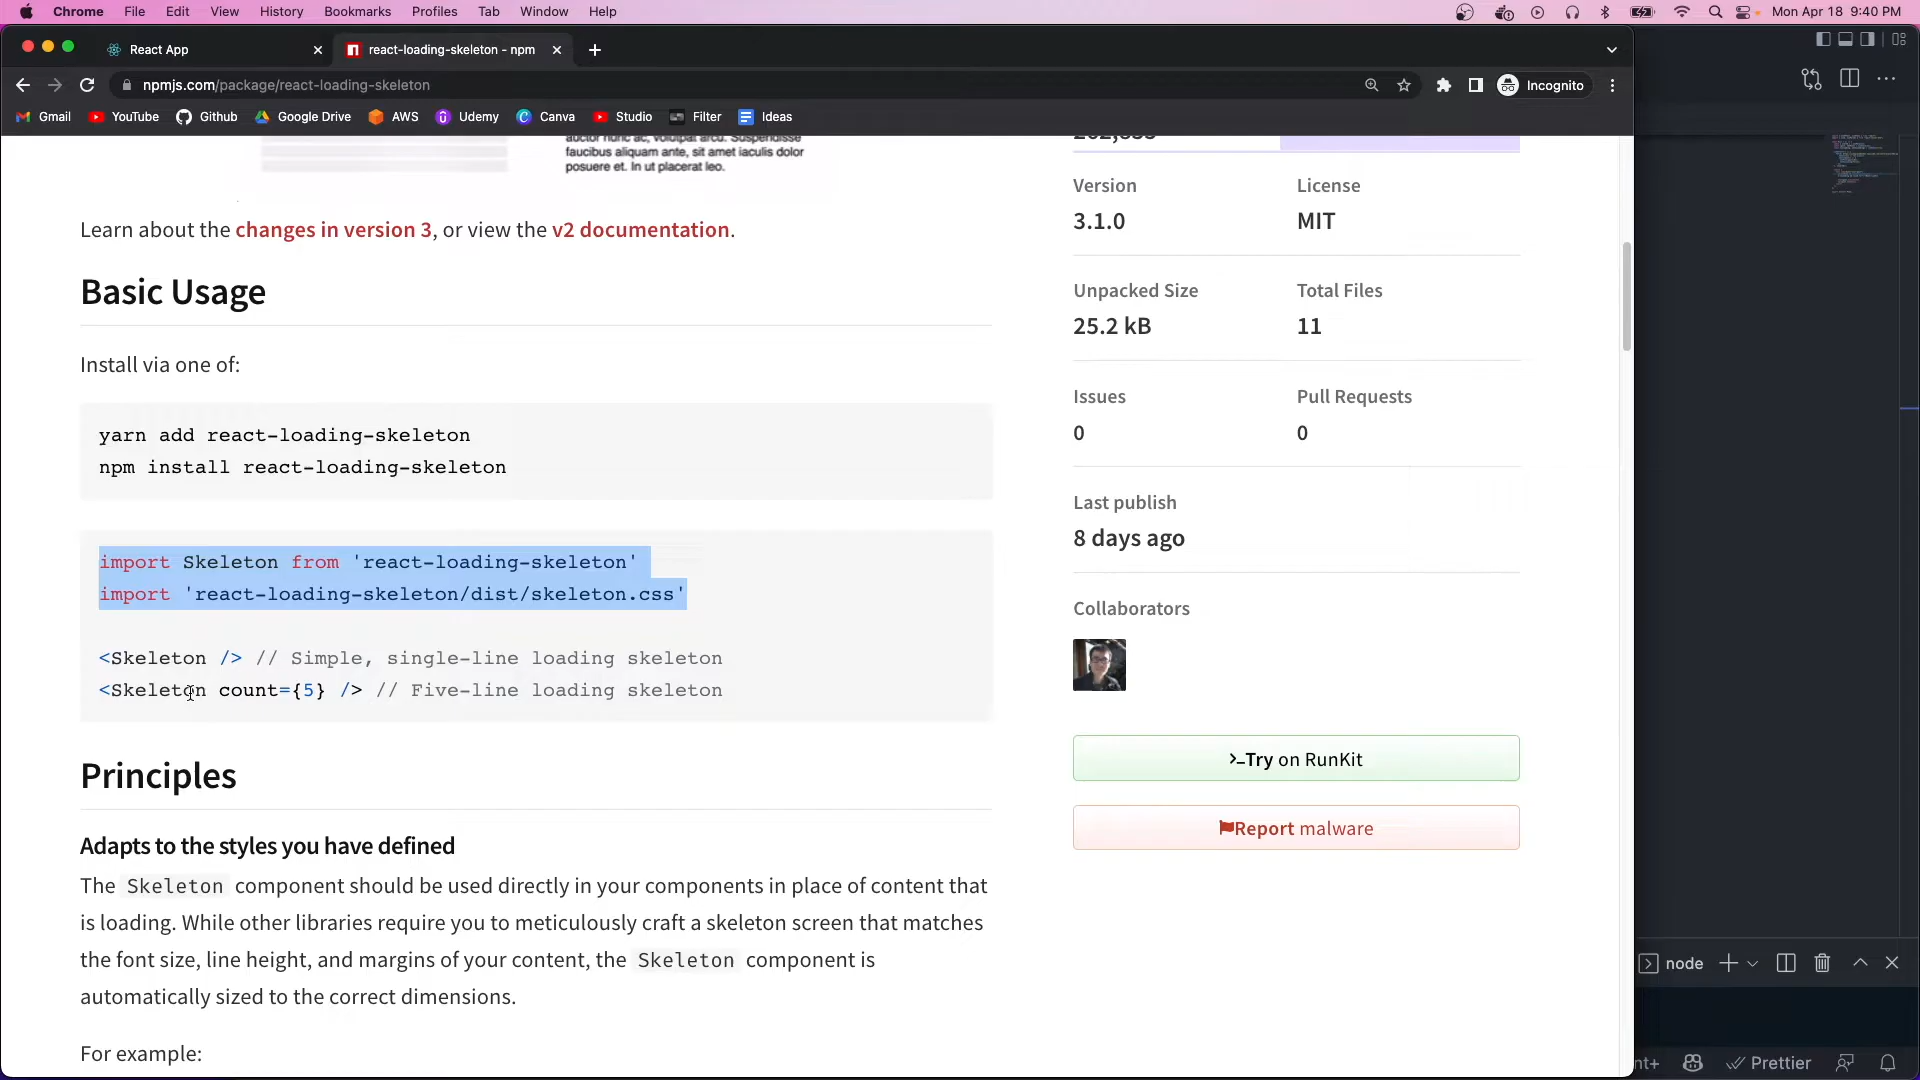 Chrome File Edit View History Bookmarks Profiles Tab Window Help Mon Apr 18 9:40 PM
React App react-loading-skeleton - npm
npmjs.com/package/react-loading-skeleton Incognito
Gmail YouTube Github Google Drive AWS Udemy Canva Studio Filter Ideas
auctor nunc ac, volutpat arcu. Suspendisse
faucibus aliquam ante, sit amet iaculis dolor
posuere et. In ut placerat leo.
Learn about the changes in version 3, or view the v2 documentation.
Basic Usage
Install via one of:
yarn add react-loading-skeleton
npm install react-loading-skeleton
import Skeleton from 'react-loading-skeleton'
import 'react-loading-skeleton/dist/skeleton.css'
<Skeleton /> // Simple, single-line loading skeleton
<Skeleton count={5} /> // Five-line loading skeleton
Principles
Adapts to the styles you have defined
The Skeleton component should be used directly in your components in place of content that
is loading. While other libraries require you to meticulously craft a skeleton screen that matches
the font size, line height, and margins of your content, the Skeleton component is
automatically sized to the correct dimensions.
For example:
Version License
3.1.0 MIT
Unpacked Size Total Files
25.2 kB 11
Issues Pull Requests
0 0
Last publish
8 days ago
Collaborators
>_Try on RunKit
Report malware
node
Prettier